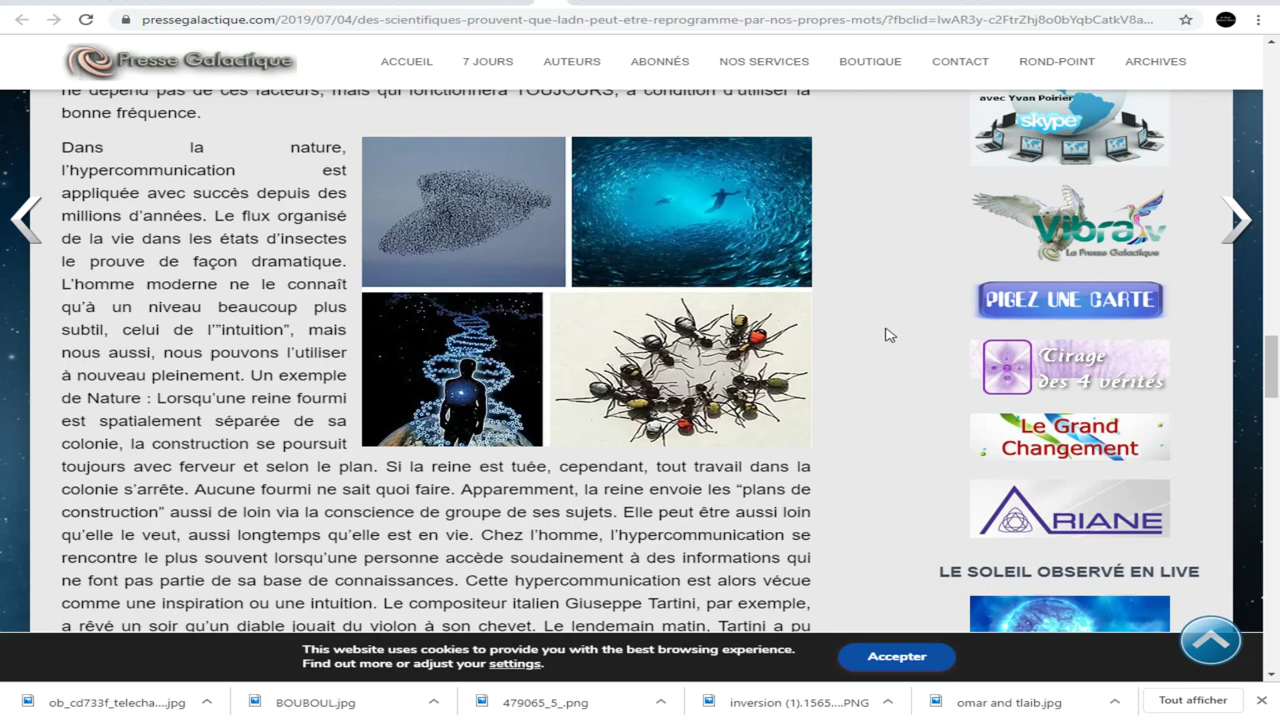 pressegalactique.com/2019/07/04/des-scientifiques-prouvent-que-ladn-peut-etre-reprogramme-par-nos-propres-mots/?fbclid=IwAR3y-c2FtrZhj8o0bYqbCatkV8a...
Presse Galactique
ACCUEIL 7 JOURS AUTEURS ABONNÉS NOS SERVICES BOUTIQUE CONTACT ROND-POINT ARCHIVES
ne dépend pas de ces facteurs, mais qui fonctionnera TOUJOURS, à condition d'utiliser la
bonne fréquence.
Dans la nature,
l'hypercommunication est
appliquée avec succès depuis des
millions d'années. Le flux organisé
de la vie dans les états d'insectes
le prouve de façon dramatique.
L'homme moderne ne le connaît
qu'à un niveau beaucoup plus
subtil, celui de l'"intuition", mais
nous aussi, nous pouvons l'utiliser
à nouveau pleinement. Un exemple
de Nature : Lorsqu'une reine fourmi
est spatialement séparée de sa
colonie, la construction se poursuit
toujours avec ferveur et selon le plan. Si la reine est tuée, cependant, tout travail dans la
colonie s'arrête. Aucune fourmi ne sait quoi faire. Apparemment, la reine envoie les “plans de
construction” aussi de loin via la conscience de groupe de ses sujets. Elle peut être aussi loin
qu'elle le veut, aussi longtemps qu'elle est en vie. Chez l'homme, l'hypercommunication se
rencontre le plus souvent lorsqu'une personne accède soudainement à des informations qui
ne font pas partie de sa base de connaissances. Cette hypercommunication est alors vécue
comme une inspiration ou une intuition. Le compositeur italien Giuseppe Tartini, par exemple,
a rêvé un soir qu'un diable jouait du violon à son chevet. Le lendemain matin, Tartini a pu
avec Yvan Poirier
skype
Vibra
La Presse Galactique
PIGEZ UNE CARTE
Tirage
des 4 vérités
Le Grand
Changement
ARIANE
LE SOLEIL OBSERVÉ EN LIVE
This website uses cookies to provide you with the best browsing experience.
Find out more or adjust your settings.
Accepter
ob_cd733f_telecha....jpg
BOUBOUL.jpg
479065_5_.png
inversion (1).1565....PNG
omar and tlaib.jpg
Tout afficher